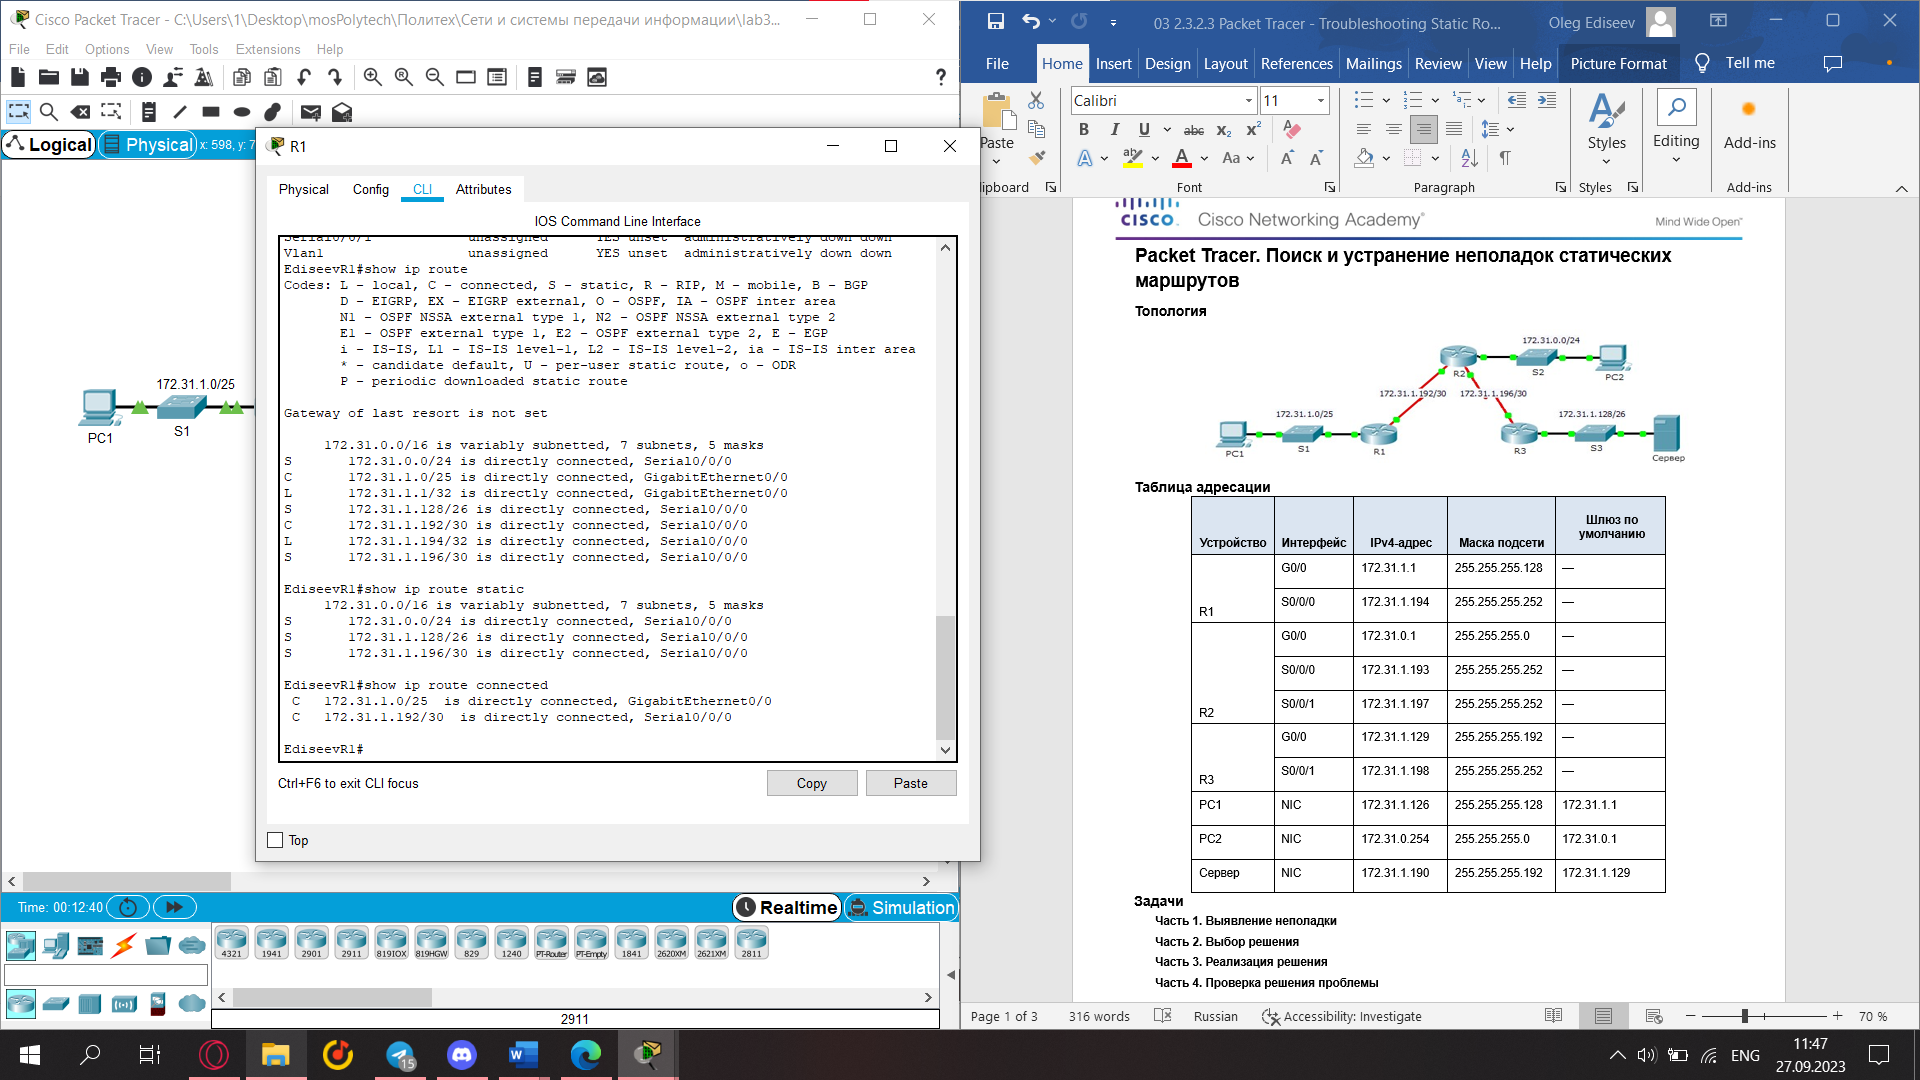 Cisco Packet Tracer - C:\Users\1\Desktop\mosPolytech\Политех\Сети и системы передачи информации\lab3...
File Edit Options View Tools Extensions Help
Logical Physical x: 598, y: 7
172.31.1.0/25
PC1
S1
R1
Physical Config CLI Attributes
IOS Command Line Interface
Serial0/0/1 unassigned YES unset administratively down down
Vlan1 unassigned YES unset administratively down down
EdiseevR1#show ip route
Codes: L - local, C - connected, S - static, R - RIP, M - mobile, B - BGP
D - EIGRP, EX - EIGRP external, O - OSPF, IA - OSPF inter area
N1 - OSPF NSSA external type 1, N2 - OSPF NSSA external type 2
E1 - OSPF external type 1, E2 - OSPF external type 2, E - EGP
i - IS-IS, L1 - IS-IS level-1, L2 - IS-IS level-2, ia - IS-IS inter area
* - candidate default, U - per-user static route, o - ODR
P - periodic downloaded static route
Gateway of last resort is not set
172.31.0.0/16 is variably subnetted, 7 subnets, 5 masks
S 172.31.0.0/24 is directly connected, Serial0/0/0
C 172.31.1.0/25 is directly connected, GigabitEthernet0/0
L 172.31.1.1/32 is directly connected, GigabitEthernet0/0
S 172.31.1.128/26 is directly connected, Serial0/0/0
C 172.31.1.192/30 is directly connected, Serial0/0/0
L 172.31.1.194/32 is directly connected, Serial0/0/0
S 172.31.1.196/30 is directly connected, Serial0/0/0
EdiseevR1#show ip route static
172.31.0.0/16 is variably subnetted, 7 subnets, 5 masks
S 172.31.0.0/24 is directly connected, Serial0/0/0
S 172.31.1.128/26 is directly connected, Serial0/0/0
S 172.31.1.196/30 is directly connected, Serial0/0/0
EdiseevR1#show ip route connected
C 172.31.1.0/25 is directly connected, GigabitEthernet0/0
C 172.31.1.192/30 is directly connected, Serial0/0/0
EdiseevR1#
Ctrl+F6 to exit CLI focus
Copy Paste
Top
Time: 00:12:40
Realtime Simulation
4321 1941 2901 2911 819IOX 819HGW 829 1240 PT-Router PT-Empty 1841 2620XM 2621XM 2811
2911
03 2.3.2.3 Packet Tracer - Troubleshooting Static Ro... Oleg Ediseev
File Home Insert Design Layout References Mailings Review View Help Picture Format Tell me
Calibri 11
Paste
Styles Editing Add-ins
lipboard Font Paragraph Styles Add-ins
CISCO. Cisco Networking Academy® Mind Wide Open™
Packet Tracer. Поиск и устранение неполадок статических
маршрутов
Топология
172.31.0.0/24
R2 S2 PC2
172.31.1.192/30 172.31.1.196/30
172.31.1.0/25 172.31.1.128/26
PC1 S1 R1 R3 S3 Сервер
Таблица адресации
Устройство Интерфейс IPv4-адрес Маска подсети Шлюз по умолчанию
R1 G0/0 172.31.1.1 255.255.255.128 —
S0/0/0 172.31.1.194 255.255.255.252 —
R2 G0/0 172.31.0.1 255.255.255.0 —
S0/0/0 172.31.1.193 255.255.255.252 —
S0/0/1 172.31.1.197 255.255.255.252 —
R3 G0/0 172.31.1.129 255.255.255.192 —
S0/0/1 172.31.1.198 255.255.255.252 —
PC1 NIC 172.31.1.126 255.255.255.128 172.31.1.1
PC2 NIC 172.31.0.254 255.255.255.0 172.31.0.1
Сервер NIC 172.31.1.190 255.255.255.192 172.31.1.129
Задачи
Часть 1. Выявление неполадки
Часть 2. Выбор решения
Часть 3. Реализация решения
Часть 4. Проверка решения проблемы
Page 1 of 3 316 words Russian Accessibility: Investigate 70 %
15
ENG
11:47
27.09.2023